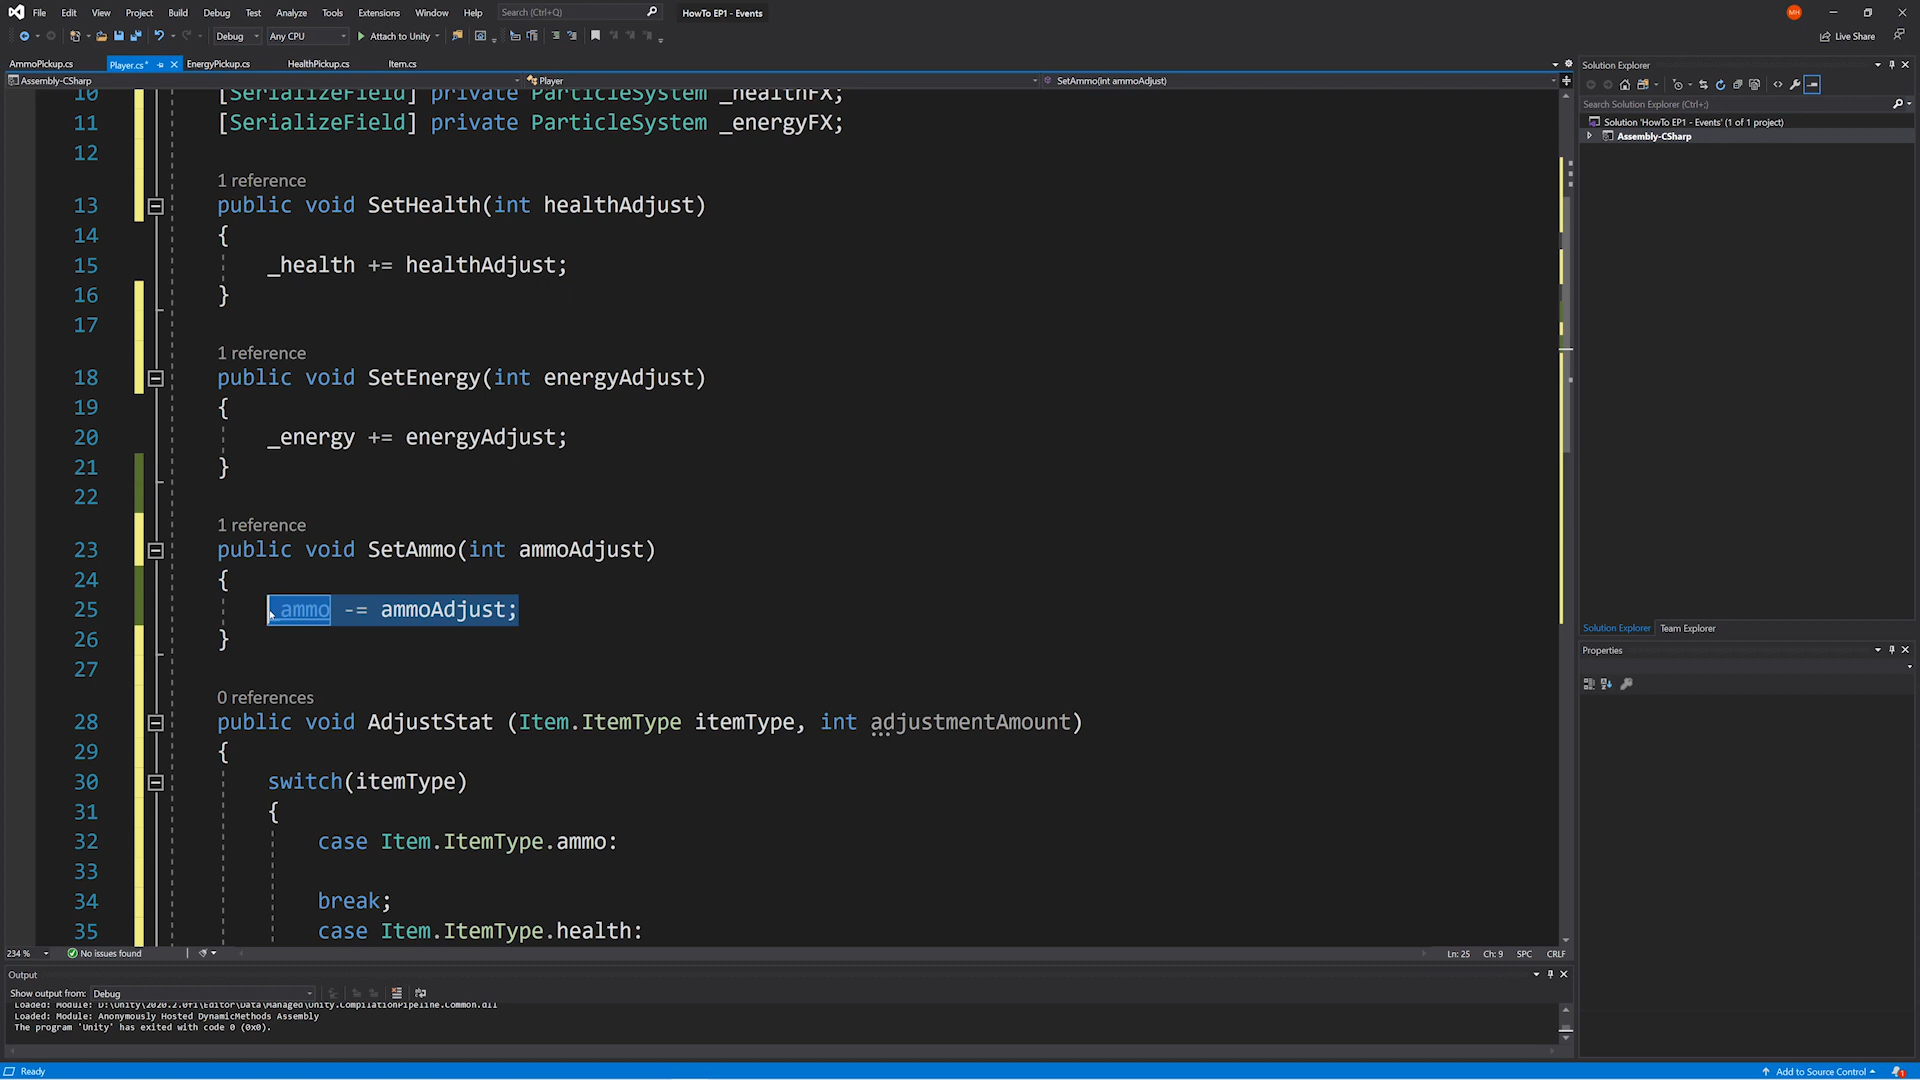 File Edit View Project Build Debug Test Analyze Tools Extensions Window Help Search (Ctrl+Q) HowTo EP1 - Events MH
Debug Any CPU Attach to Unity Live Share
AmmoPickup.cs Player.cs* EnergyPickup.cs HealthPickup.cs Item.cs
Assembly-CSharp Player SetAmmo(int ammoAdjust)
10 [SerializeField] private ParticleSystem _healthFX;
11 [SerializeField] private ParticleSystem _energyFX;
12
1 reference
13 public void SetHealth(int healthAdjust)
14 {
15 _health += healthAdjust;
16 }
17
1 reference
18 public void SetEnergy(int energyAdjust)
19 {
20 _energy += energyAdjust;
21 }
22
1 reference
23 public void SetAmmo(int ammoAdjust)
24 {
25 _ammo -= ammoAdjust;
26 }
27
0 references
28 public void AdjustStat (Item.ItemType itemType, int adjustmentAmount)
29 {
30 switch(itemType)
31 {
32 case Item.ItemType.ammo:
33
34 break;
35 case Item.ItemType.health:
234 % No issues found Ln: 25 Ch: 9 SPC CRLF
Output
Show output from: Debug
Loaded: Module: D:\Unity\2020.2.0f1\Editor\Data\Managed\Unity.CompilationPipeline.Common.dll
Loaded: Module: Anonymously Hosted DynamicMethods Assembly
The program 'Unity' has exited with code 0 (0x0).
Solution Explorer
Search Solution Explorer (Ctrl+;)
Solution 'HowTo EP1 - Events' (1 of 1 project)
Assembly-CSharp
Solution Explorer Team Explorer
Properties
Ready Add to Source Control 1